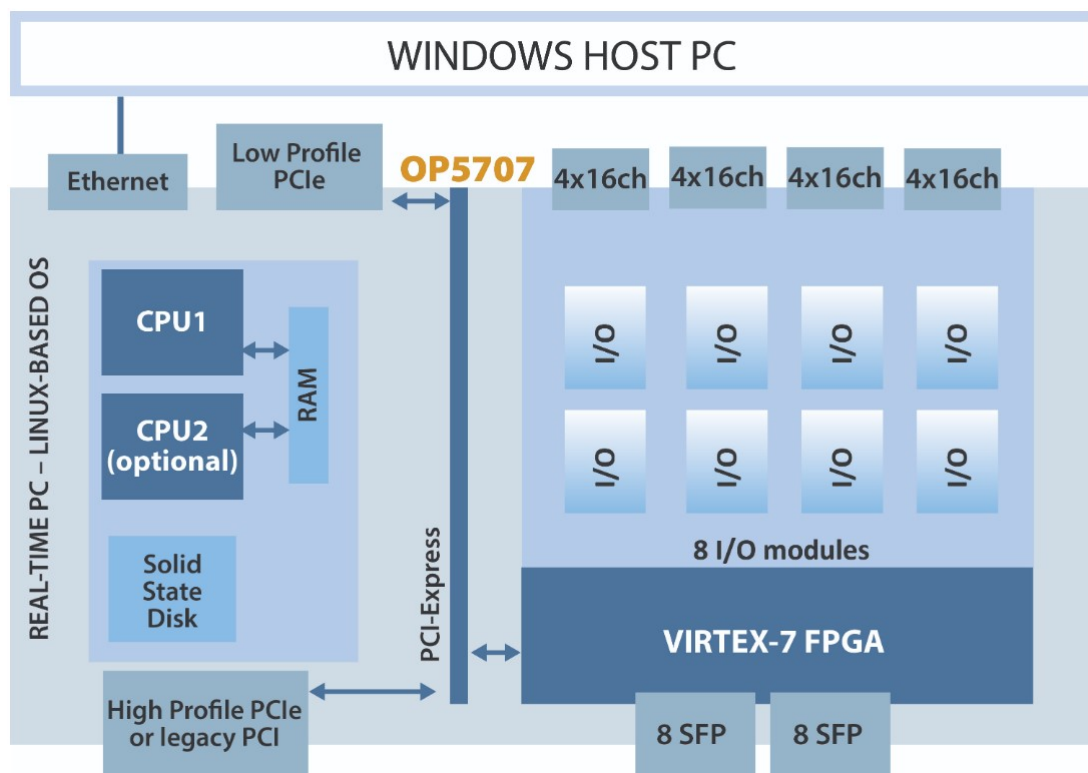 WINDOWS HOST PC
Ethernet
Low Profile
PCIe
OP5707
4x16ch
4x16ch
4x16ch
4x16ch
REAL-TIME PC – LINUX-BASED OS
CPU1
CPU2
(optional)
RAM
Solid
State
Disk
PCI-Express
I/O
I/O
I/O
I/O
I/O
I/O
I/O
I/O
8 I/O modules
VIRTEX-7 FPGA
High Profile PCIe
or legacy PCI
8 SFP
8 SFP